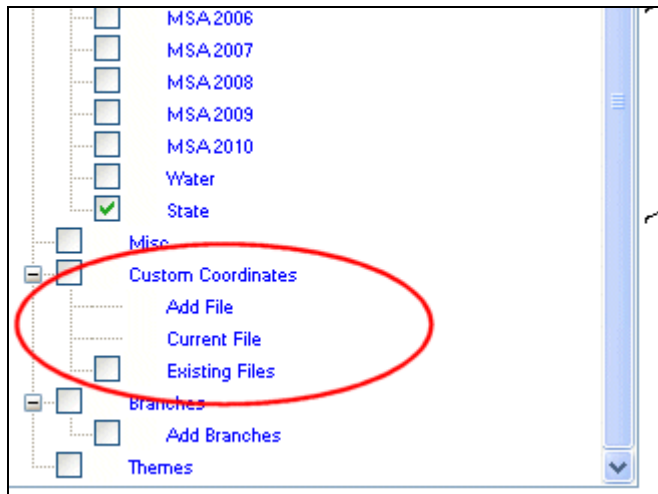 MSA2006
MSA2007
MSA2008
MSA2009
MSA2010
Water
State
Misc
Custom Coordinates
Add File
Current File
Existing Files
Branches
Add Branches
Themes